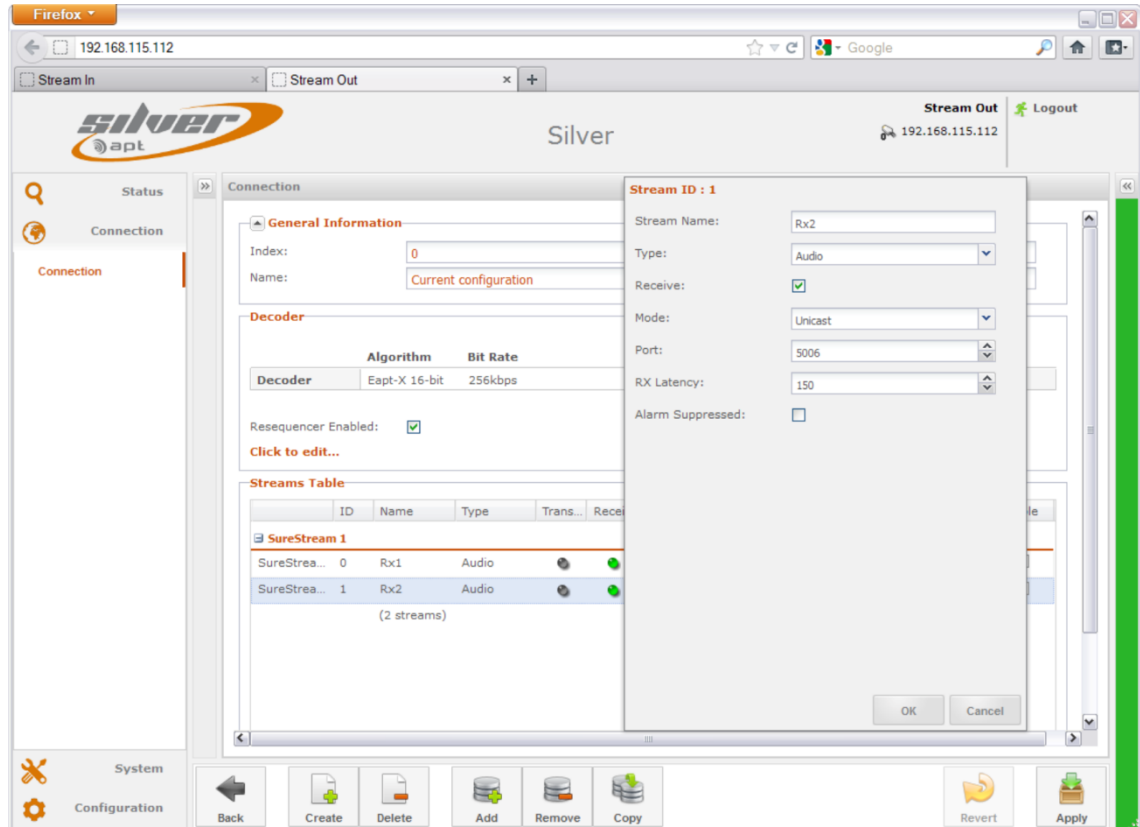 Firefox
192.168.115.112
Google
Stream In
Stream Out
silver
apt
Silver
Stream Out
Logout
192.168.115.112
Status
Connection
Connection
System
Configuration
Connection
General Information
Index: 0
Name: Current configuration
Decoder
Algorithm Bit Rate
Decoder Eapt-X 16-bit 256kbps
Resequencer Enabled:
Click to edit...
Streams Table
ID Name Type Trans... Recei
le
SureStream 1
SureStrea... 0 Rx1 Audio
SureStrea... 1 Rx2 Audio
(2 streams)
Stream ID : 1
Stream Name: Rx2
Type: Audio
Receive:
Mode: Unicast
Port: 5006
RX Latency: 150
Alarm Suppressed:
OK Cancel
Back Create Delete Add Remove Copy Revert Apply